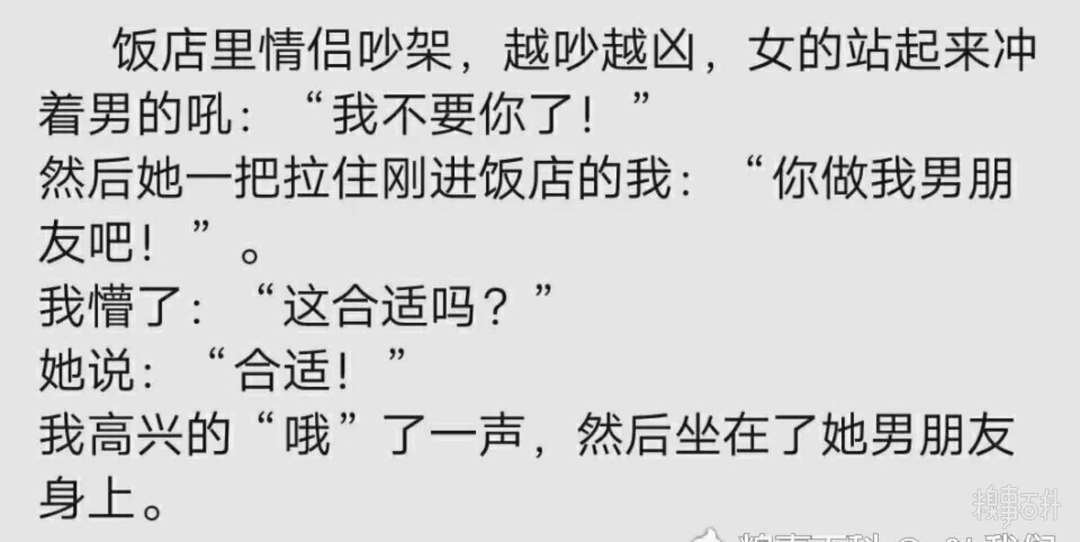 饭店里情侣吵架，越吵越凶，女的站起来冲
着男的吼：“我不要你了！”
然后她一把拉住刚进饭店的我：“你做我男朋
友吧！”。
我懵了：“这合适吗？”
她说：“合适！”
我高兴的“哦”了一声，然后坐在了她男朋友
身上。
糗事百科